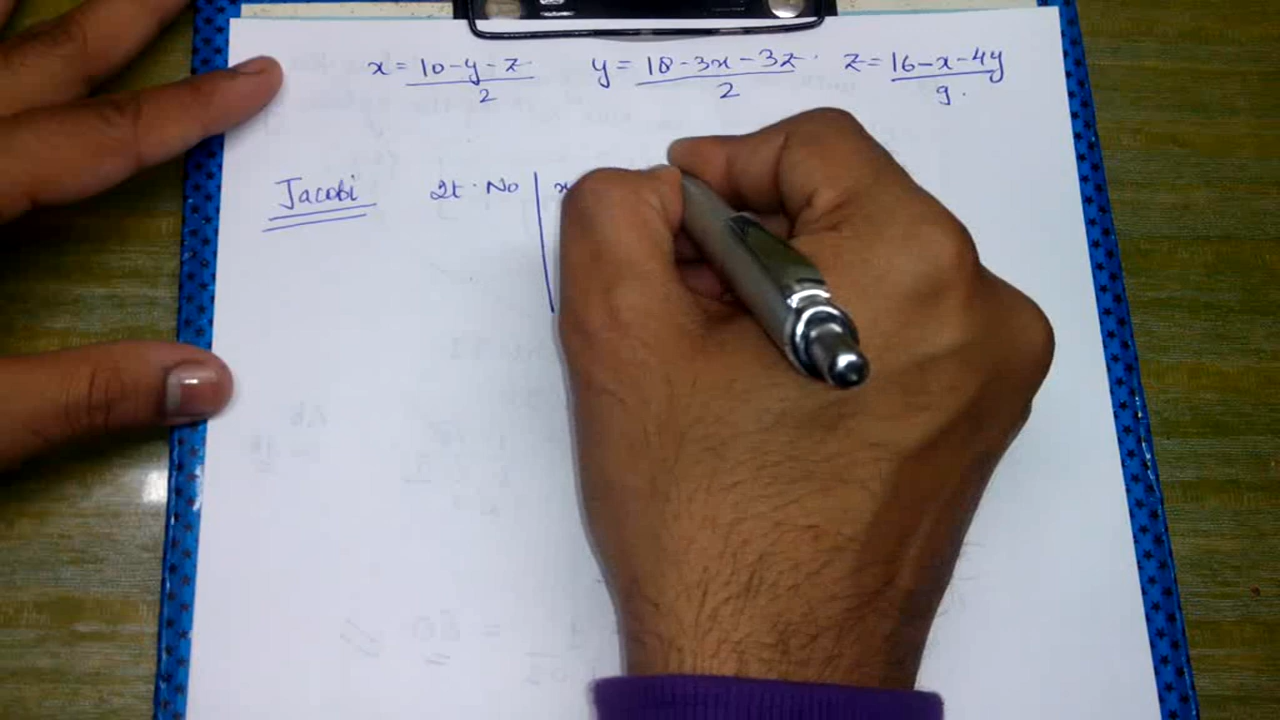 x = 10-y-z/2 y = 18-3x-3z/2 z = 16-x-4y/9.
Jacobi It. No x